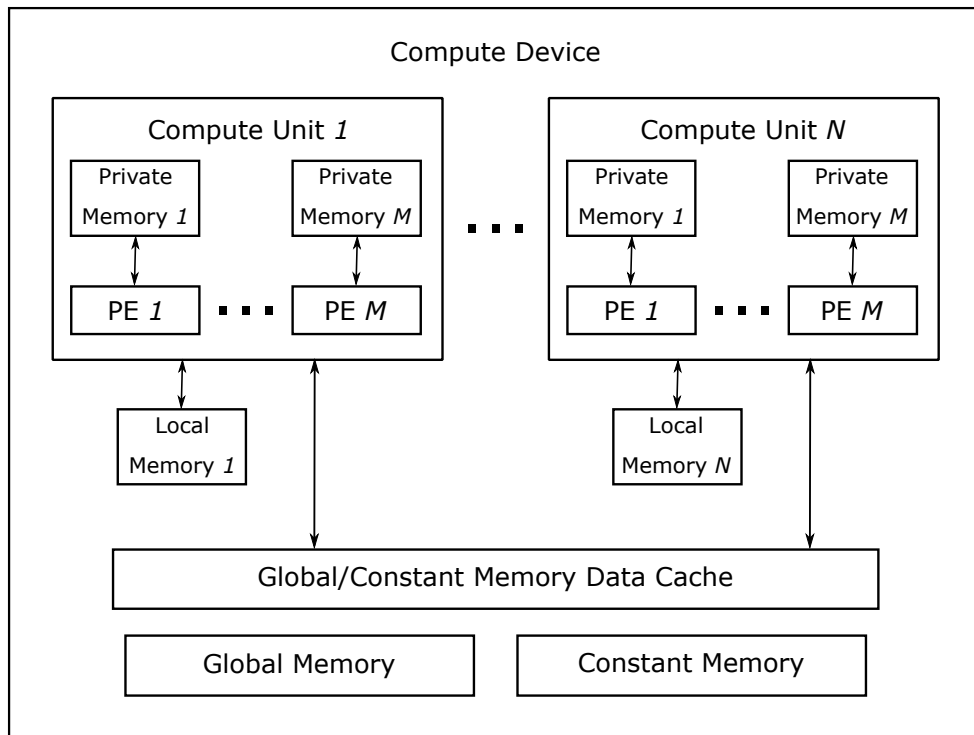 Compute Device
Compute Unit 1
Compute Unit N
Private
Memory 1
Private
Memory M
Private
Memory 1
Private
Memory M
PE 1
PE M
PE 1
PE M
Local
Memory 1
Local
Memory N
Global/Constant Memory Data Cache
Global Memory
Constant Memory